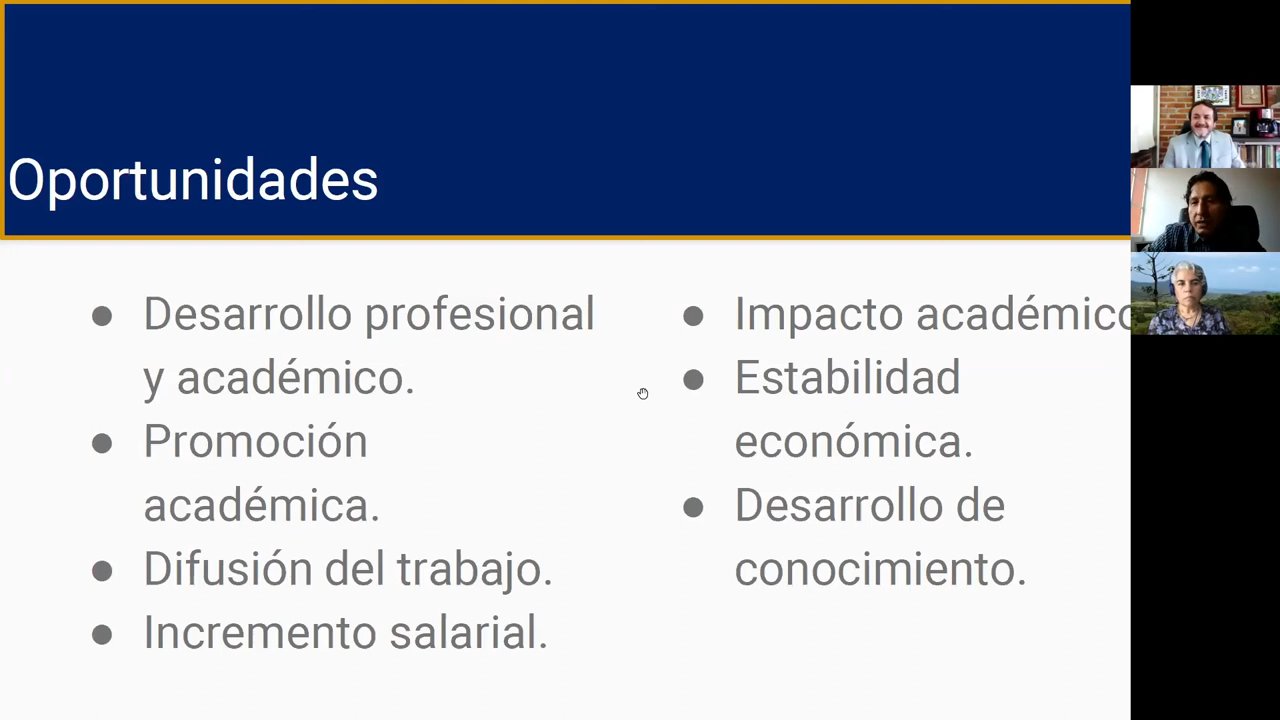 Oportunidades
● Desarrollo profesional
y académico.
● Promoción
académica.
● Difusión del trabajo.
● Incremento salarial.
● Impacto académico
● Estabilidad
económica.
● Desarrollo de
conocimiento.